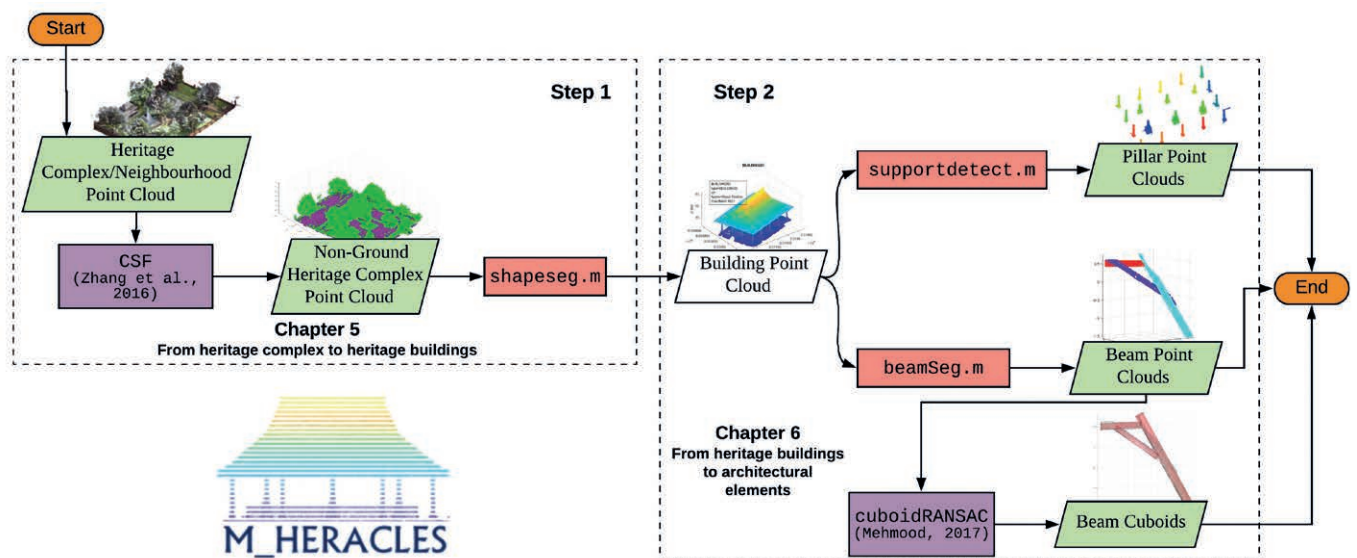 Start
Step 1
Heritage
Complex/Neighbourhood
Point Cloud
CSF
(Zhang et al.,
2016)
Non-Ground
Heritage Complex
Point Cloud
shapeseg.m
Chapter 5
From heritage complex to heritage buildings
Step 2
Building Point
Cloud
supportdetect.m
Pillar Point
Clouds
beamSeg.m
Beam Point
Clouds
End
Chapter 6
From heritage buildings
to architectural
elements
cuboidRANSAC
(Mehmood, 2017)
Beam Cuboids
M_HERACLES